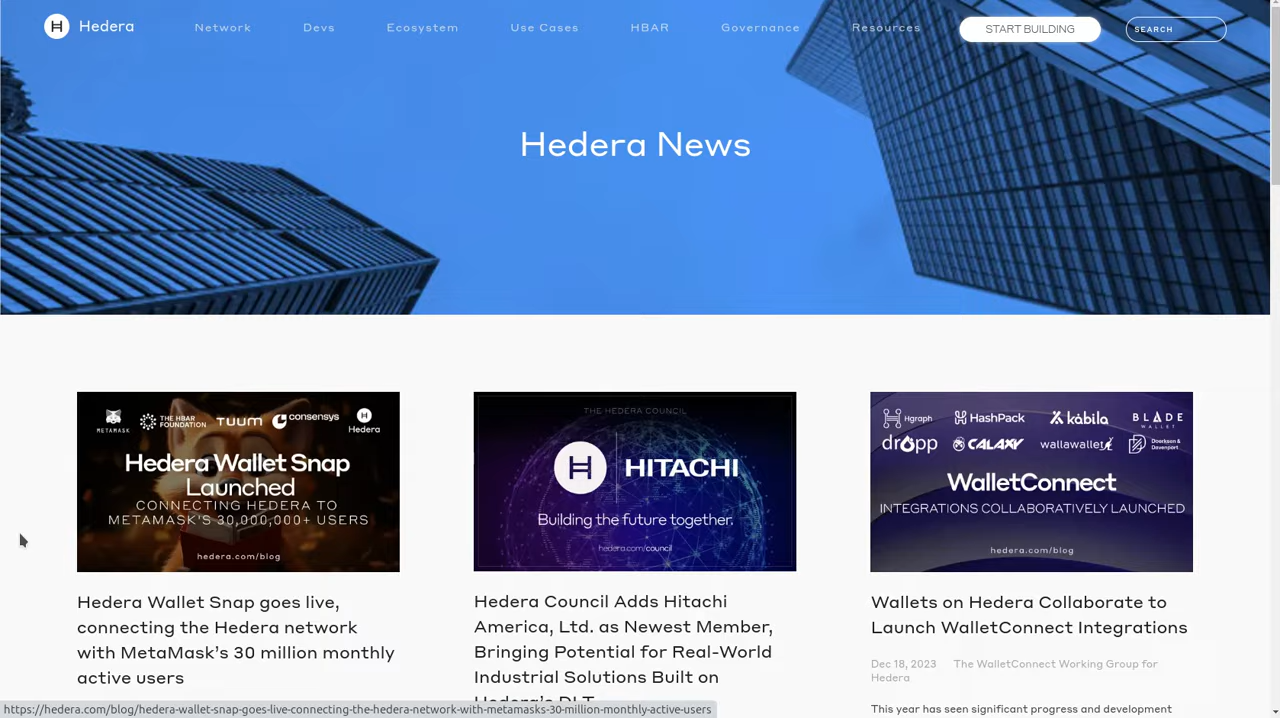 Hedera
Network
Devs
Ecosystem
Use Cases
HBAR
Governance
Resources
START BUILDING
SEARCH
Hedera News
METAMASK
THE HBAR FOUNDATION
TUUM
consensys
Hedera
Hedera Wallet Snap
Launched
CONNECTING HEDERA TO
METAMASK'S 30,000,000+ USERS
hedera.com/blog
Hedera Wallet Snap goes live,
connecting the Hedera network
with MetaMask's 30 million monthly
active users
THE HEDERA COUNCIL
HITACHI
Building the future together.
hedera.com/council
Hedera Council Adds Hitachi
America, Ltd. as Newest Member,
Bringing Potential for Real-World
Industrial Solutions Built on
Hedera's DLT
Hgraph
HashPack
kabila
BLADE
WALLET
dropp
CALAXY
wallawallet
Doerksen &
Davenport
WalletConnect
INTEGRATIONS COLLABORATIVELY LAUNCHED
hedera.com/blog
Wallets on Hedera Collaborate to
Launch WalletConnect Integrations
Dec 18, 2023 The WalletConnect Working Group for
Hedera
This year has seen significant progress and development
https://hedera.com/blog/hedera-wallet-snap-goes-live-connecting-the-hedera-network-with-metamasks-30-million-monthly-active-users